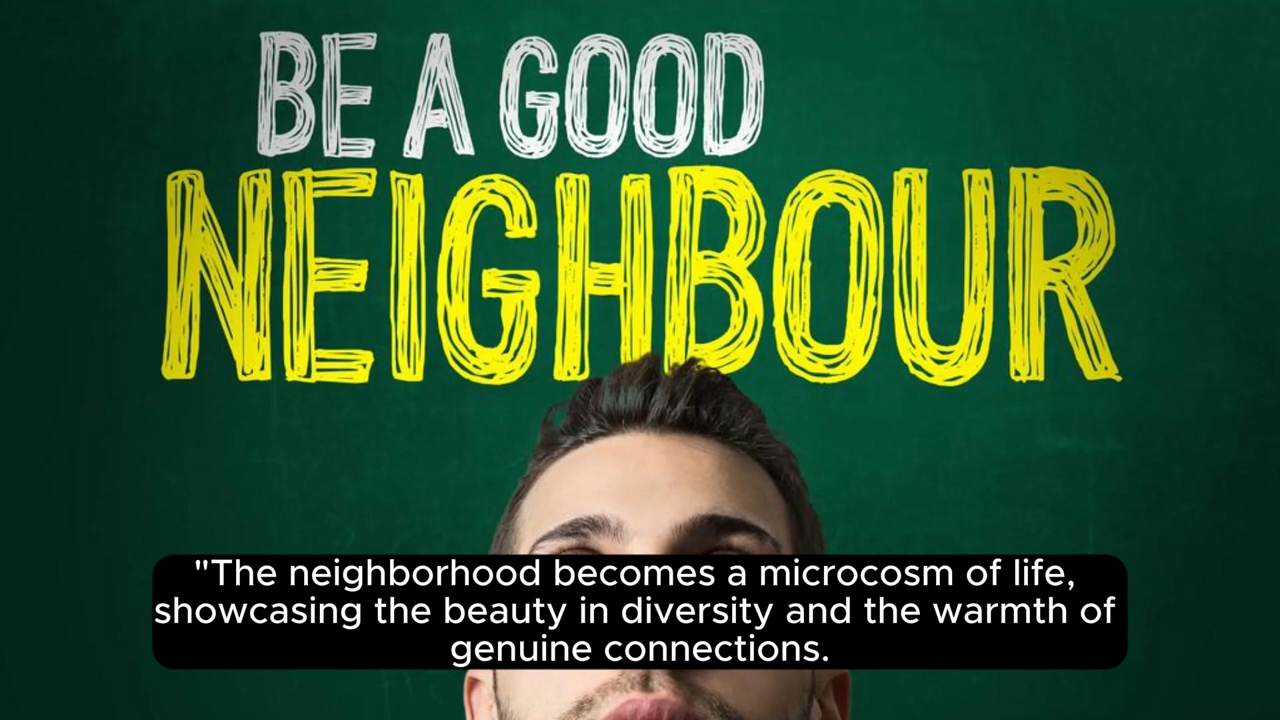 BE A GOOD
NEIGHBOUR
"The neighborhood becomes a microcosm of life,
showcasing the beauty in diversity and the warmth of
genuine connections.